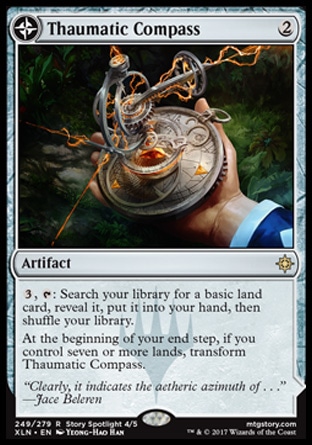 Thaumatic Compass 2
Artifact
3, T: Search your library for a basic land
card, reveal it, put it into your hand, then
shuffle your library.
At the beginning of your end step, if you
control seven or more lands, transform
Thaumatic Compass.
“Clearly, it indicates the aetheric azimuth of . . .”
—Jace Beleren
249/279 R Story Spotlight 4/5 mtgstory.com
XLN • EN Yeong-Hao Han ™ & © 2017 Wizards of the Coast